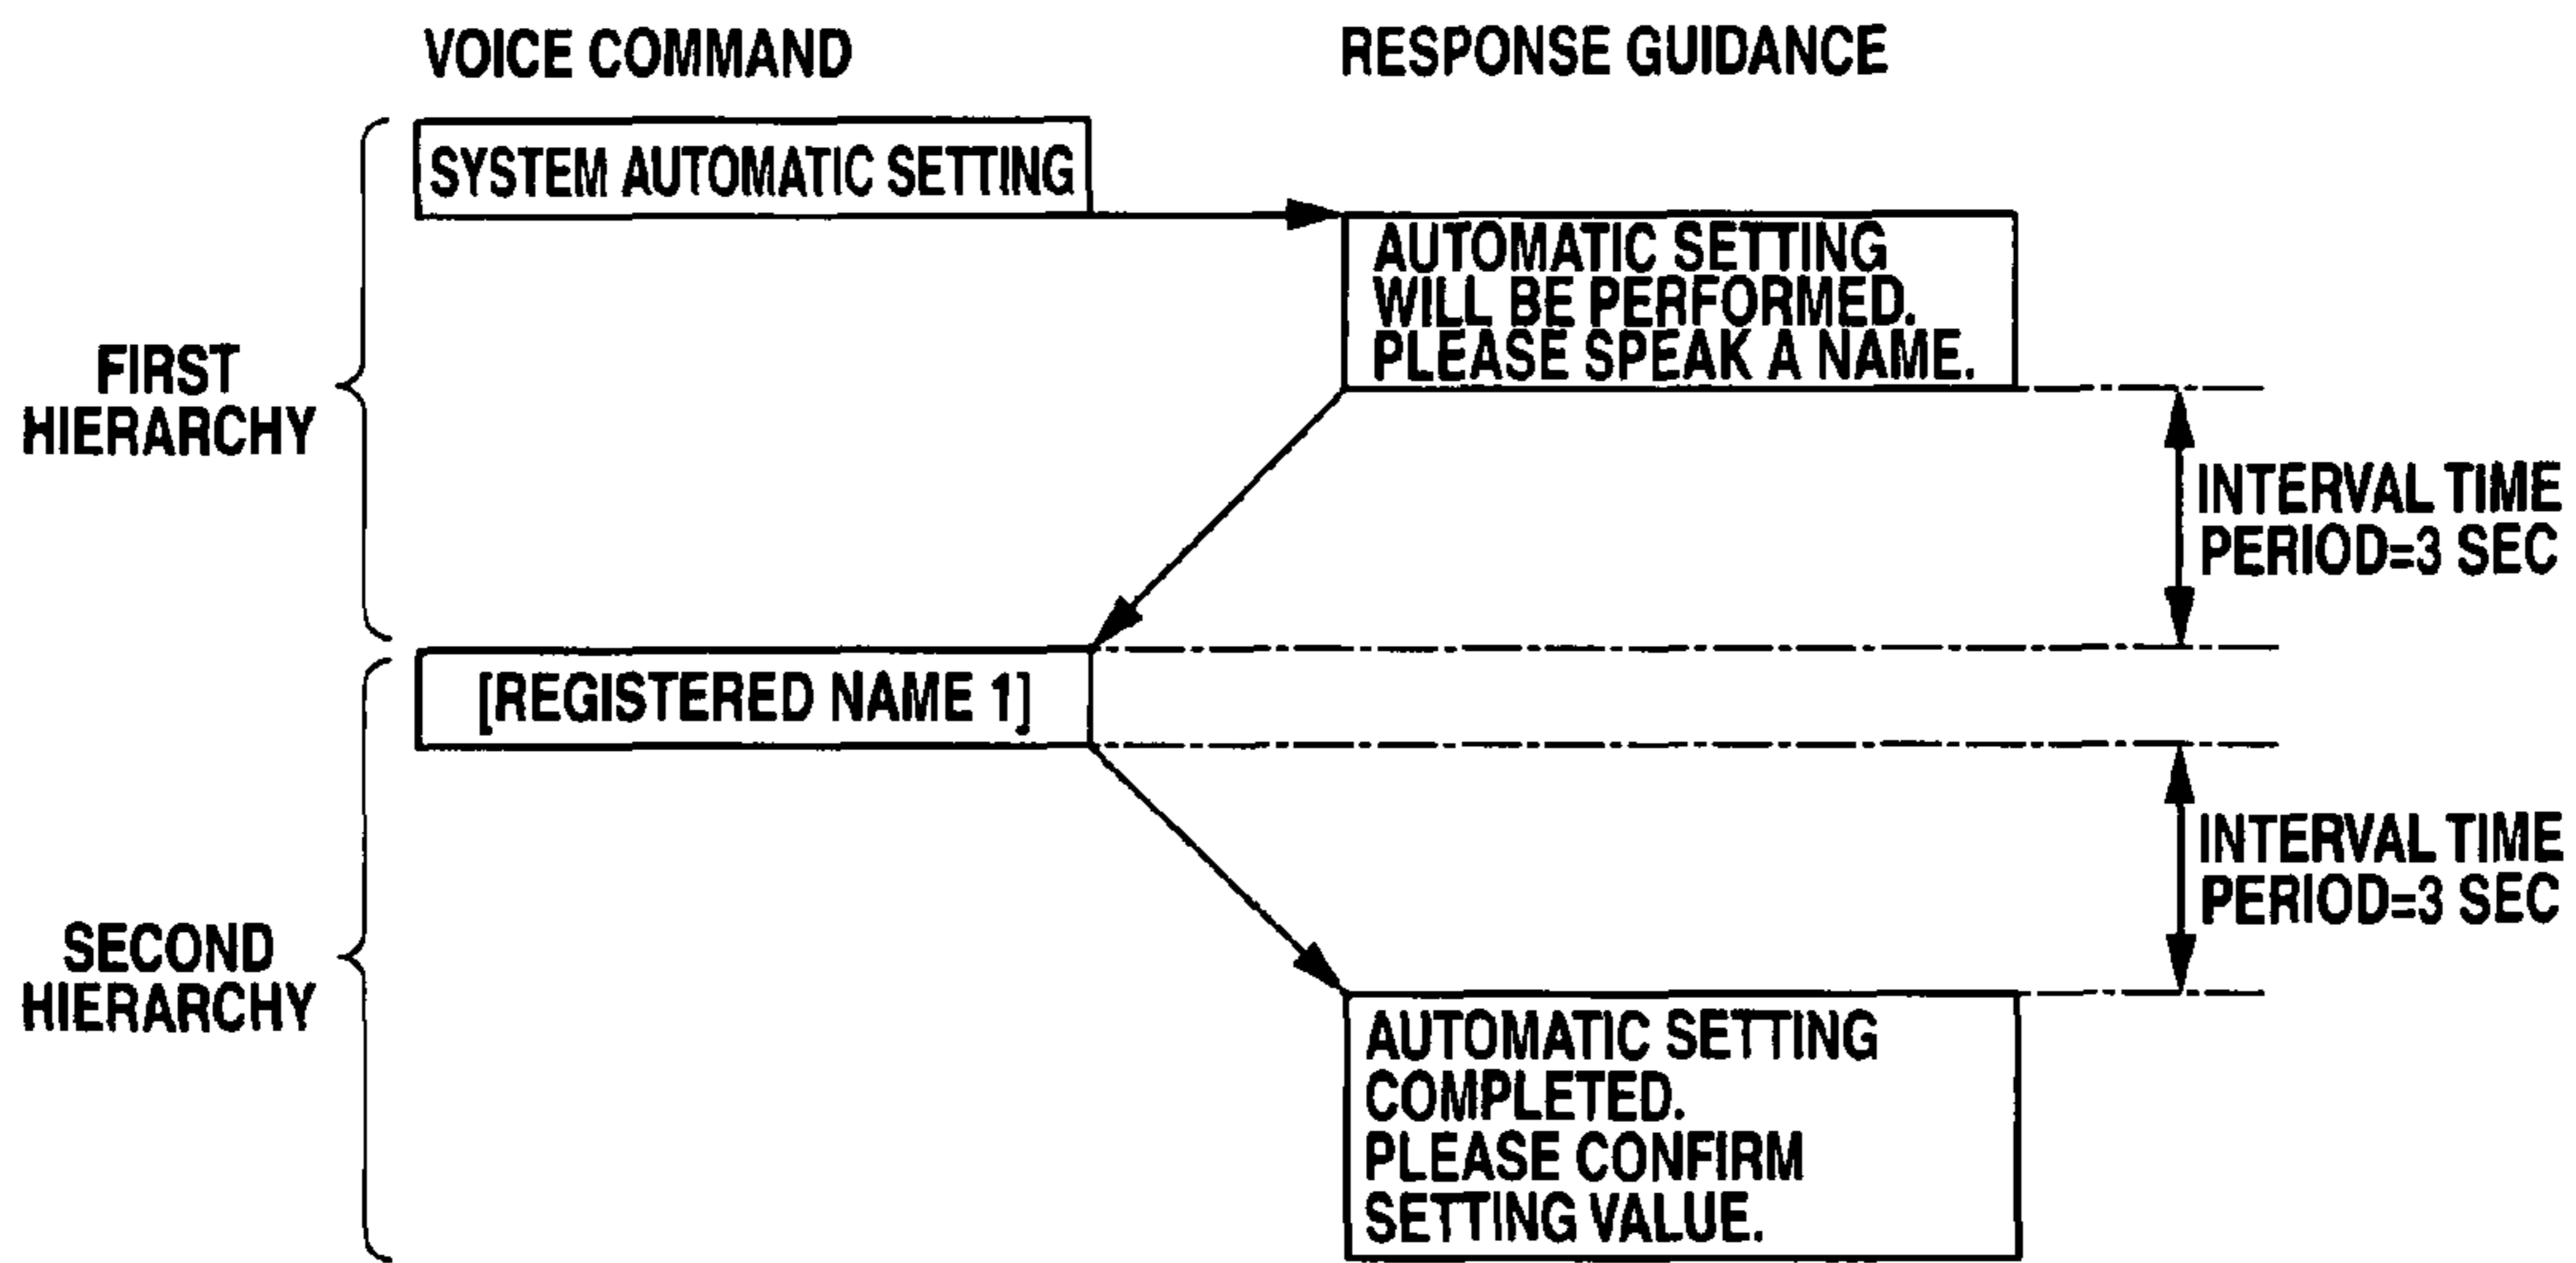 VOICE COMMAND
RESPONSE GUIDANCE
SYSTEM AUTOMATIC SETTING
AUTOMATIC SETTING
WILL BE PERFORMED.
PLEASE SPEAK A NAME.
FIRST
HIERARCHY
INTERVAL TIME
PERIOD=3 SEC
[REGISTERED NAME 1]
INTERVAL TIME
PERIOD=3 SEC
SECOND
HIERARCHY
AUTOMATIC SETTING
COMPLETED.
PLEASE CONFIRM
SETTING VALUE.